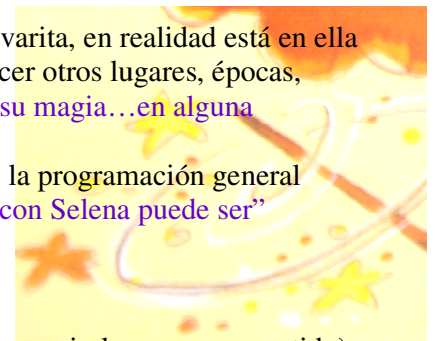 varita, en realidad está en ella
cer otros lugares, épocas,
su magia…en alguna
la programación general
con Selena puede ser”